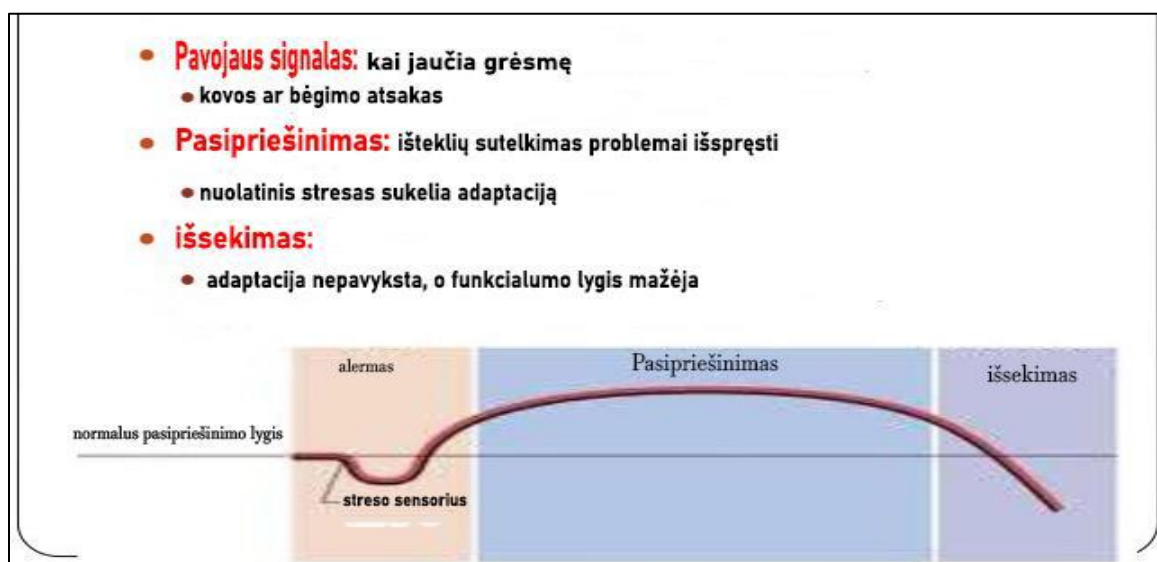 Pavojaus signalas: kai jaučia grėsmę
kovos ar bėgimo atsakas
Pasipriešinimas: išteklių sutelkimas problemai išspręsti
nuolatinis stresas sukelia adaptaciją
išsekimas:
adaptacija nepavyksta, o funkcialumo lygis mažėja
alermas
Pasipriešinimas
išsekimas
normalus pasipriešinimo lygis
streso sensorius